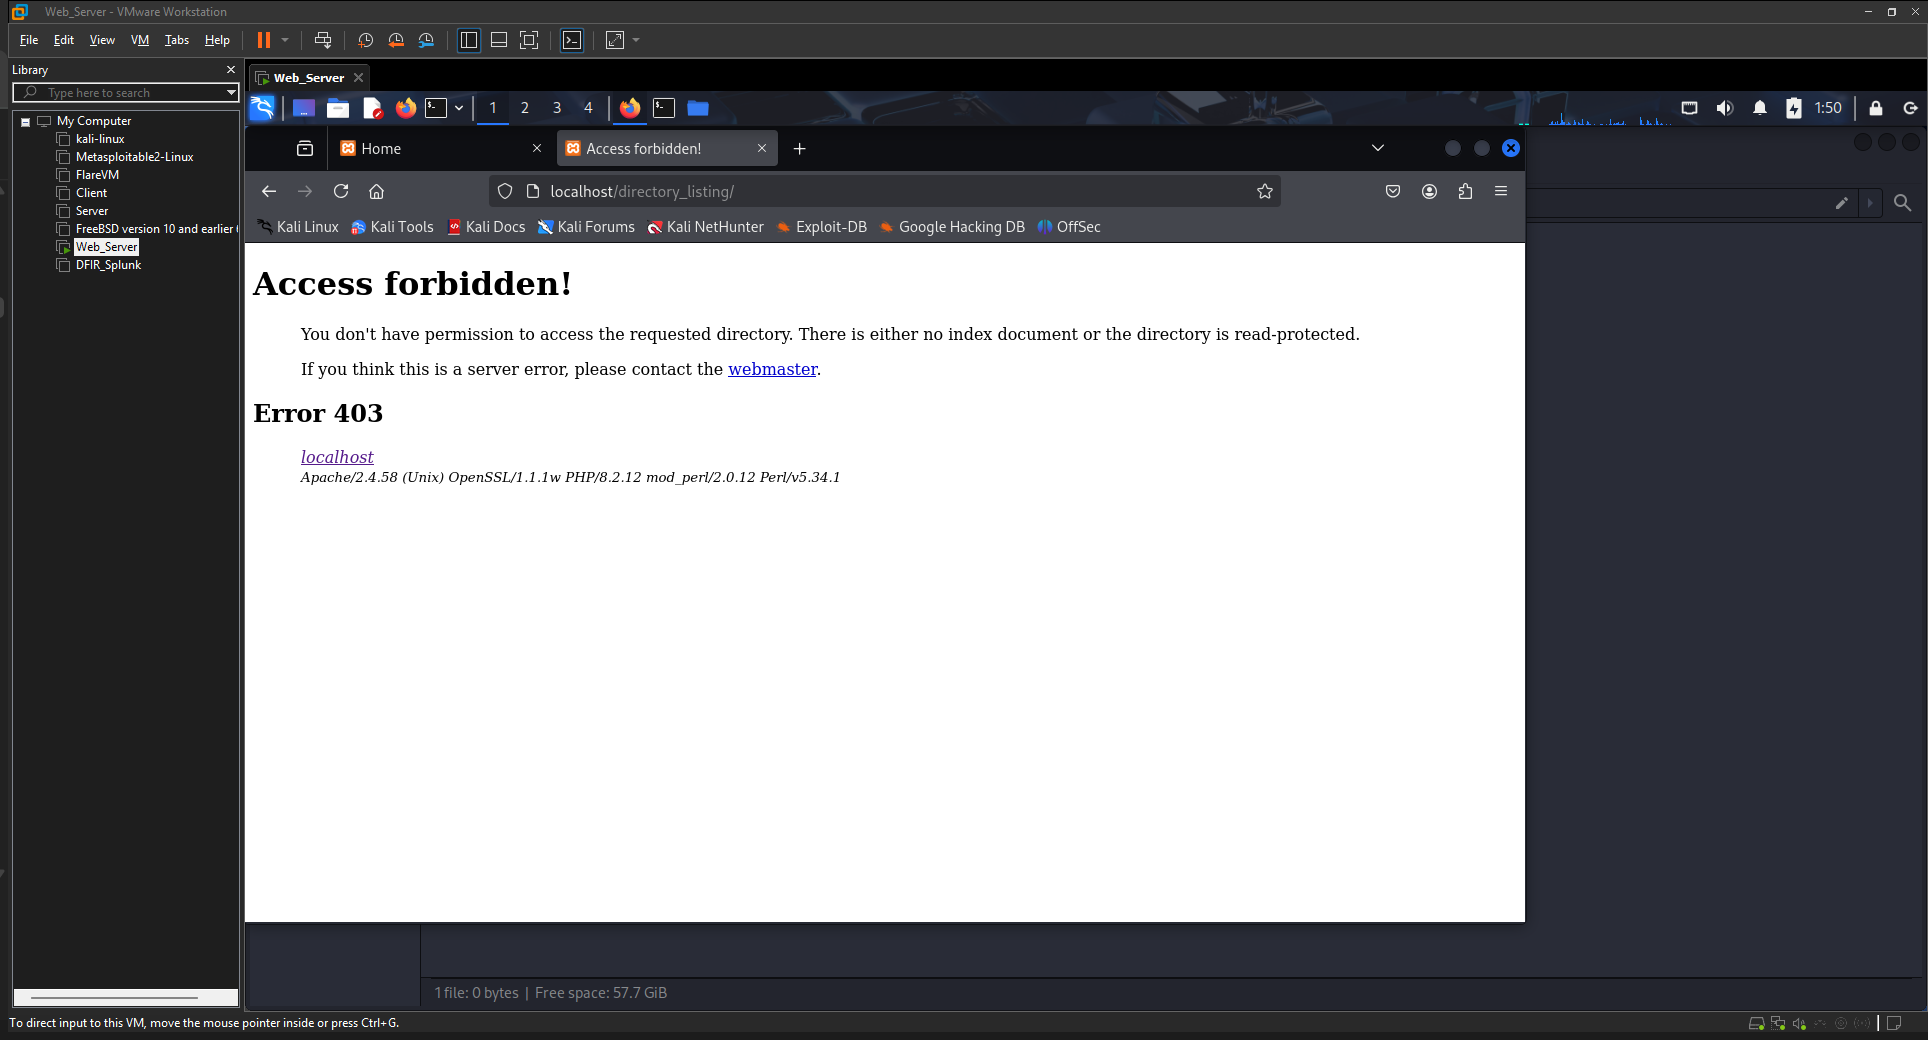 Web_Server - VMware Workstation
File Edit View VM Tabs Help
Library
Type here to search
My Computer
kali-linux
Metasploitable2-Linux
FlareVM
Client
Server
FreeBSD version 10 and earlier
Web_Server
DFIR_Splunk
Web_Server
1 2 3 4
1:50
Home
Access forbidden!
localhost/directory_listing/
Kali Linux Kali Tools Kali Docs Kali Forums Kali NetHunter Exploit-DB Google Hacking DB OffSec
Access forbidden!
You don't have permission to access the requested directory. There is either no index document or the directory is read-protected.
If you think this is a server error, please contact the webmaster.
Error 403
localhost
Apache/2.4.58 (Unix) OpenSSL/1.1.1w PHP/8.2.12 mod_perl/2.0.12 Perl/v5.34.1
1 file: 0 bytes | Free space: 57.7 GiB
To direct input to this VM, move the mouse pointer inside or press Ctrl+G.